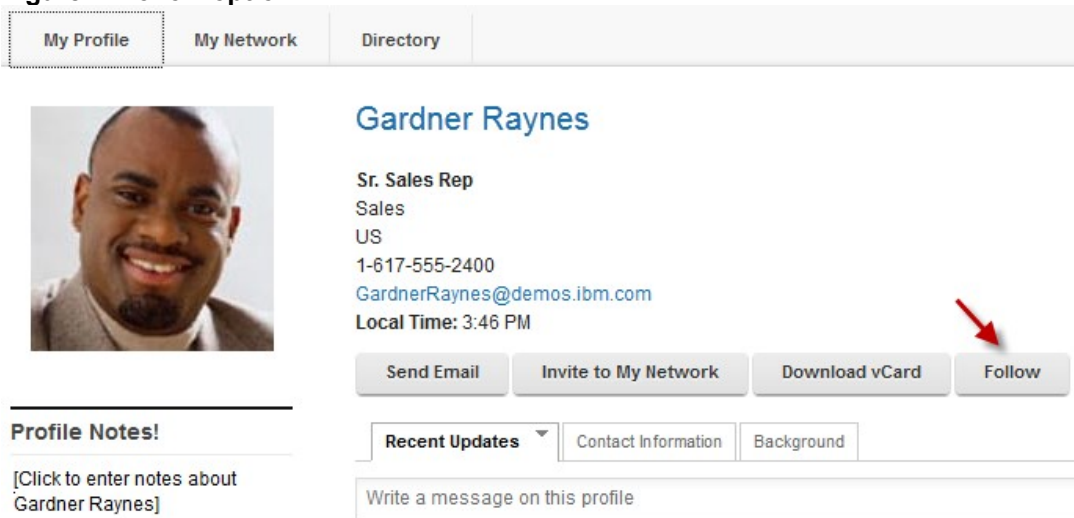 My Profile My Network Directory
Gardner Raynes
Sr. Sales Rep
Sales
US
1-617-555-2400
GardnerRaynes@demos.ibm.com
Local Time: 3:46 PM
Send Email Invite to My Network Download vCard Follow
Profile Notes!
[Click to enter notes about
Gardner Raynes]
Recent Updates Contact Information Background
Write a message on this profile